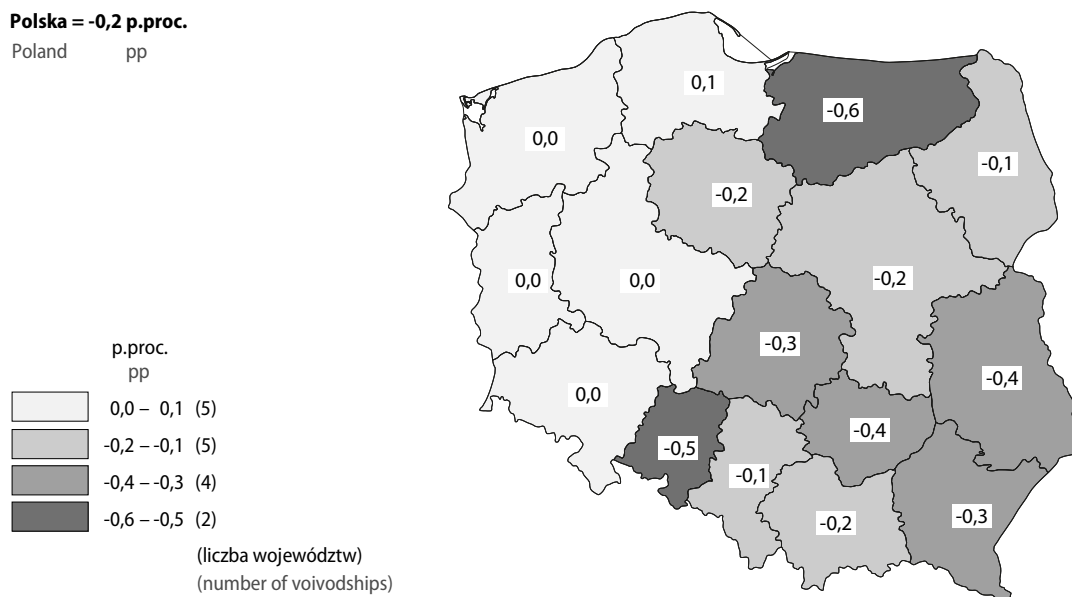 Polska = -0,2 p.proc.
Poland pp
0,1
-0,6
0,0
-0,1
-0,2
0,0
0,0
-0,2
-0,3
-0,4
0,0
-0,4
-0,5
-0,1
-0,3
-0,2
p.proc.
pp
0,0 – 0,1 (5)
-0,2 – -0,1 (5)
-0,4 – -0,3 (4)
-0,6 – -0,5 (2)
(liczba województw)
(number of voivodships)